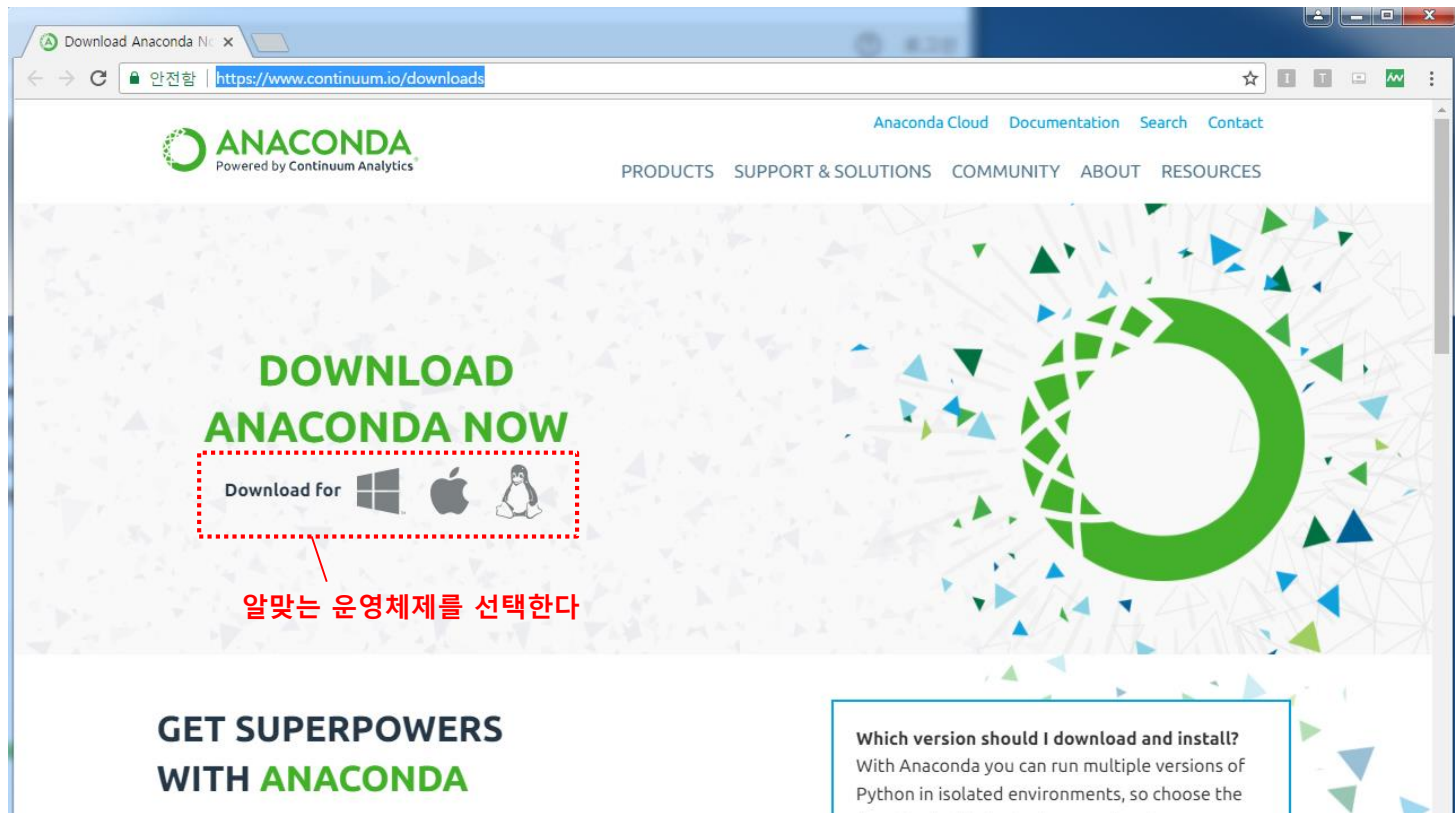 Download Anaconda No
안전함
https://www.continuum.io/downloads
Anaconda Cloud Documentation Search Contact
ANACONDA
Powered by Continuum Analytics
PRODUCTS SUPPORT & SOLUTIONS COMMUNITY ABOUT RESOURCES
DOWNLOAD
ANACONDA NOW
Download for
알맞는 운영체제를 선택한다
GET SUPERPOWERS
WITH ANACONDA
Which version should I download and install?
With Anaconda you can run multiple versions of
Python in isolated environments, so choose the